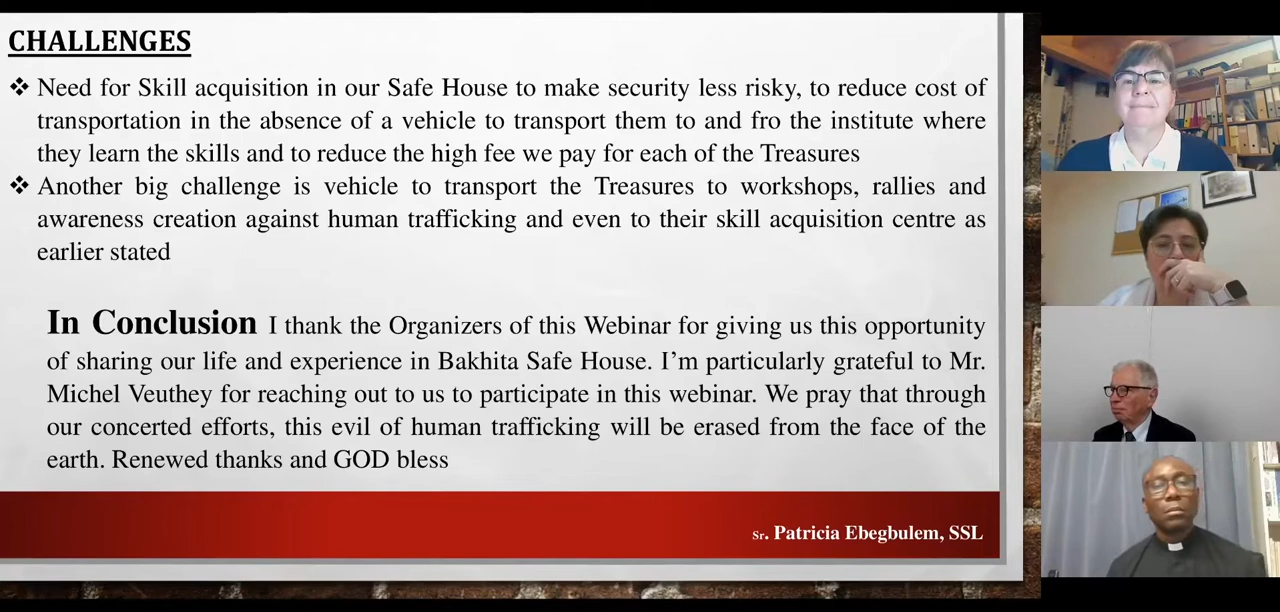 CHALLENGES
❖ Need for Skill acquisition in our Safe House to make security less risky, to reduce cost of
transportation in the absence of a vehicle to transport them to and fro the institute where
they learn the skills and to reduce the high fee we pay for each of the Treasures
❖ Another big challenge is vehicle to transport the Treasures to workshops, rallies and
awareness creation against human trafficking and even to their skill acquisition centre as
earlier stated
In Conclusion I thank the Organizers of this Webinar for giving us this opportunity
of sharing our life and experience in Bakhita Safe House. I'm particularly grateful to Mr.
Michel Veuthey for reaching out to us to participate in this webinar. We pray that through
our concerted efforts, this evil of human trafficking will be erased from the face of the
earth. Renewed thanks and GOD bless
Sr. Patricia Ebegbulem, SSL